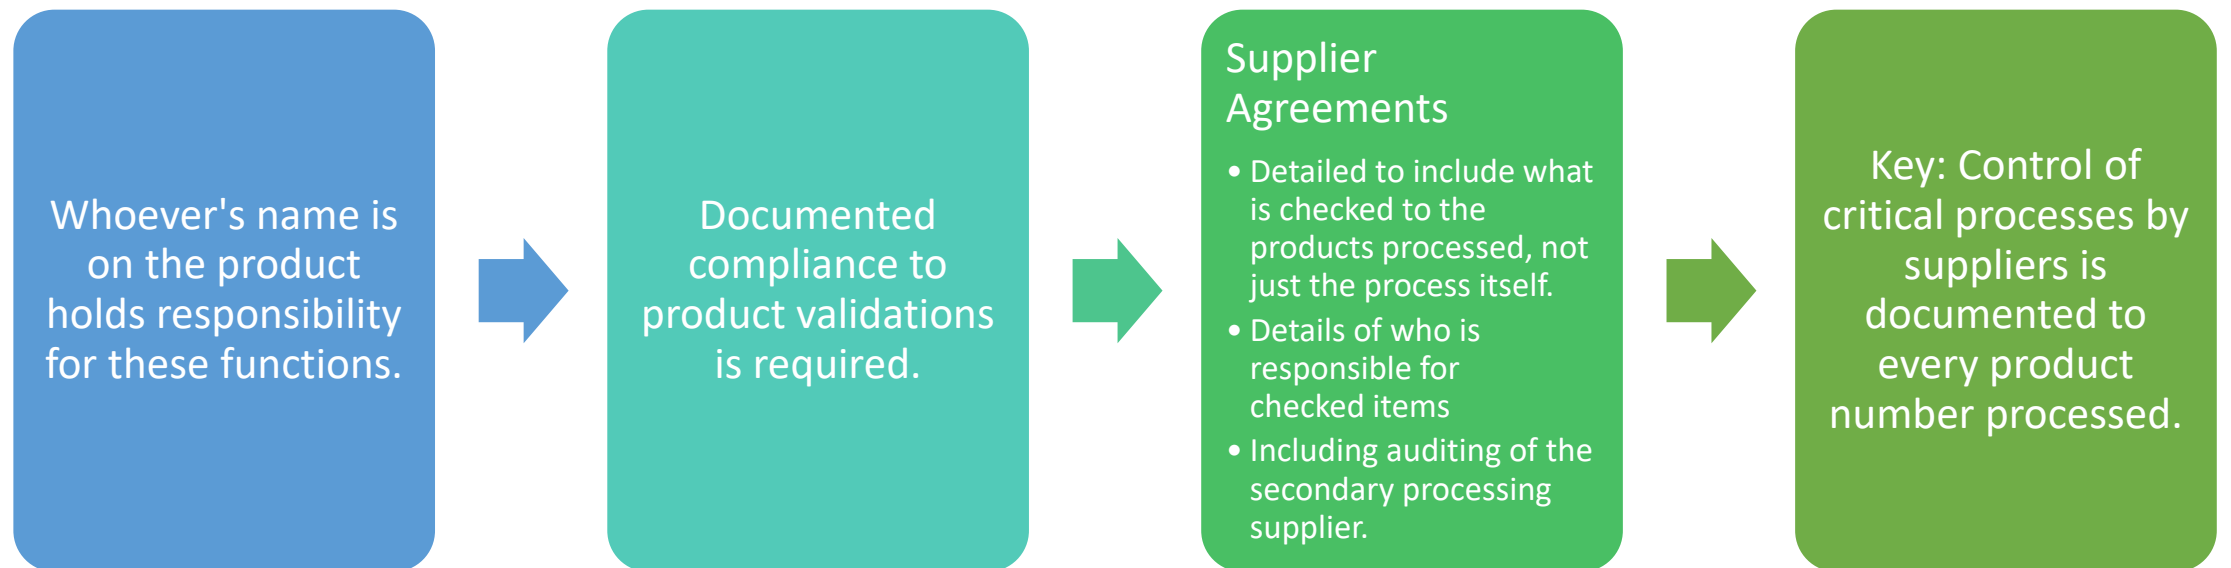 Whoever's name is
on the product
holds responsibility
for these functions.
Documented
compliance to
product validations
is required.
Supplier
Agreements
• Detailed to include what
is checked to the
products processed, not
just the process itself.
• Details of who is
responsible for
checked items
• Including auditing of the
secondary processing
supplier.
Key: Control of
critical processes by
suppliers is
documented to
every product
number processed.